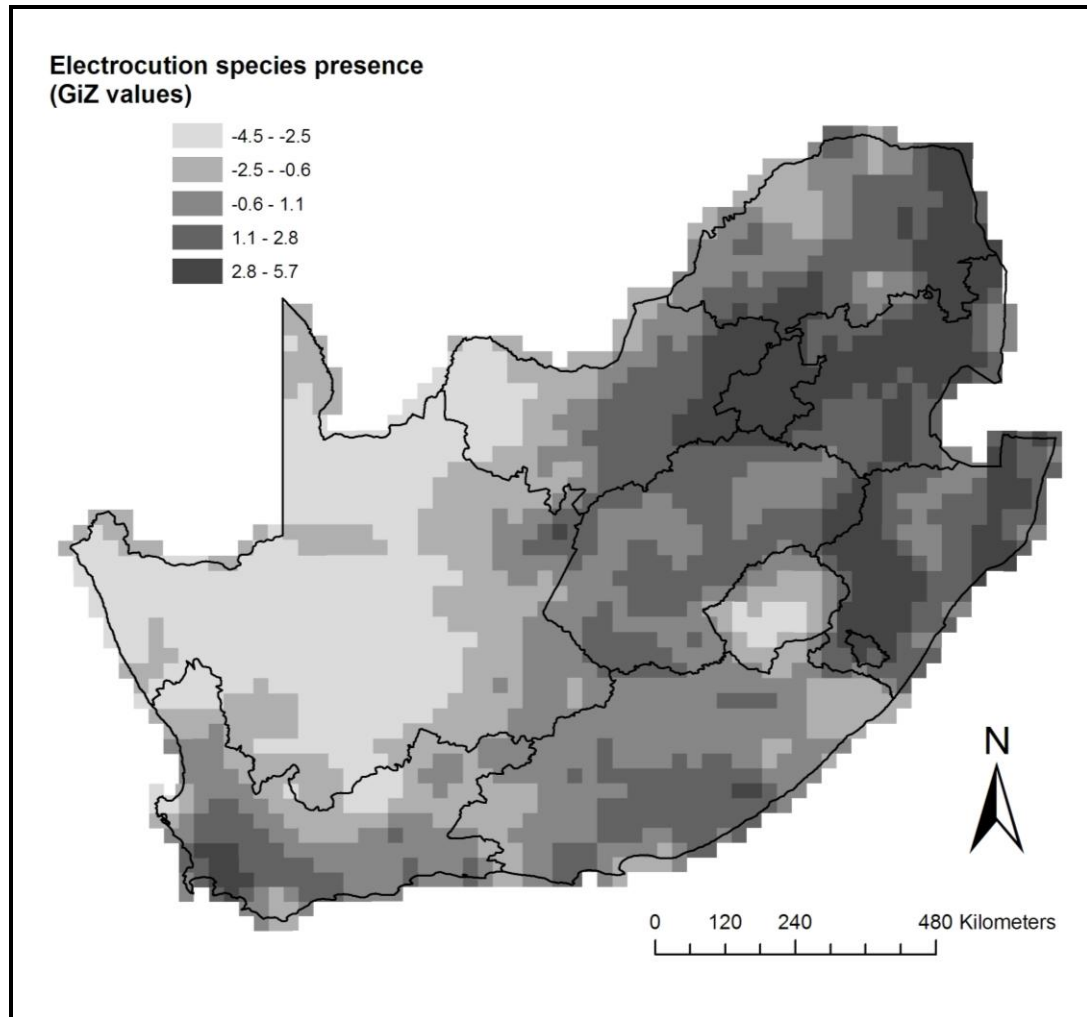 Electrocution species presence
(GiZ values)
-4.5 - -2.5
-2.5 - -0.6
-0.6 - 1.1
1.1 - 2.8
2.8 - 5.7
N
0 120 240 480 Kilometers